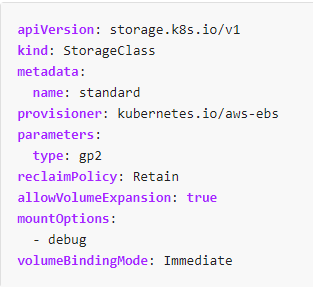 apiVersion: storage.k8s.io/v1
kind: StorageClass
metadata:
  name: standard
provisioner: kubernetes.io/aws-ebs
parameters:
  type: gp2
reclaimPolicy: Retain
allowVolumeExpansion: true
mountOptions:
  - debug
volumeBindingMode: Immediate